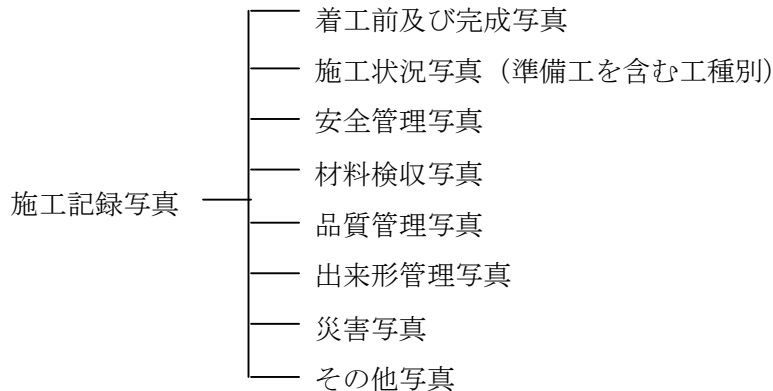 着工前及び完成写真
施工状況写真（準備工を含む工種別）
安全管理写真
材料検収写真
施工記録写真
品質管理写真
出来形管理写真
災害写真
その他写真